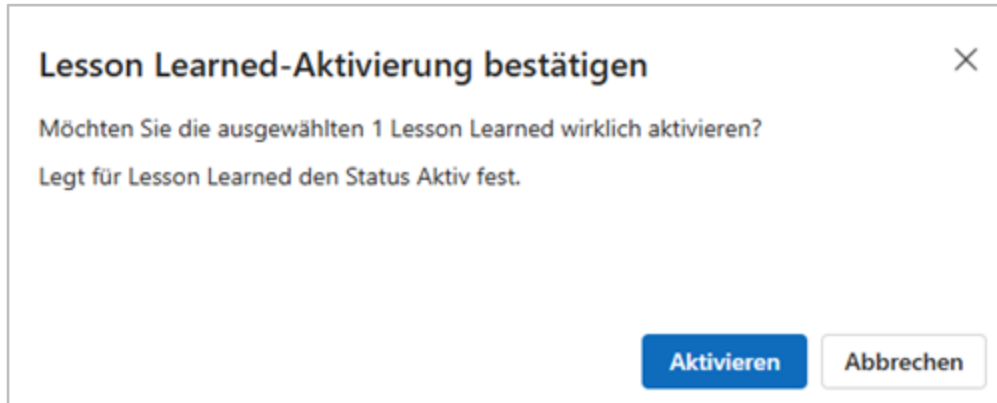 Lesson Learned-Aktivierung bestätigen
Möchten Sie die ausgewählten 1 Lesson Learned wirklich aktivieren?
Legt für Lesson Learned den Status Aktiv fest.
Aktivieren Abbrechen